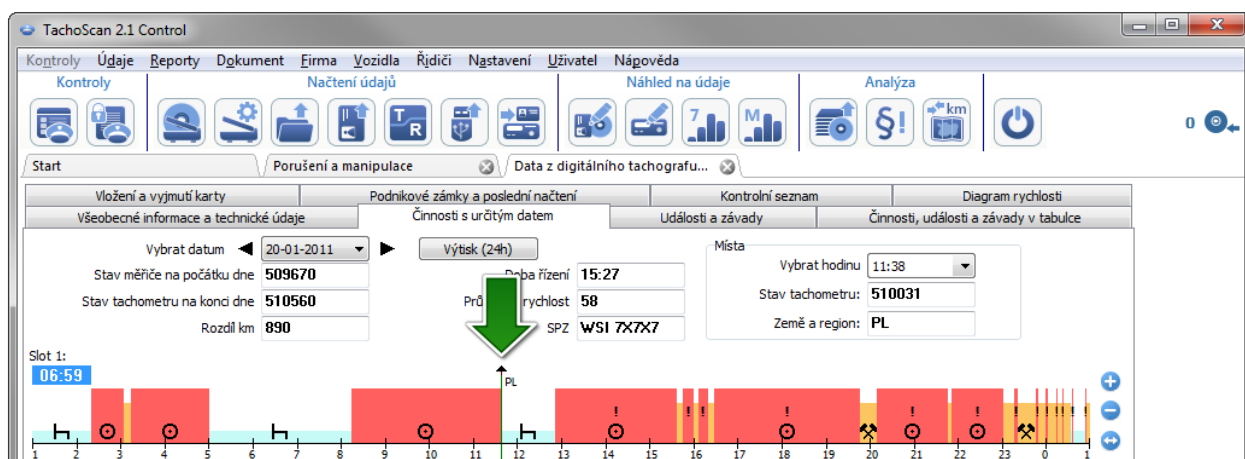 TachoScan 2.1 Control
Kontroly Údaje Reporty Dokument Firma Vozidla Řidiči Nastavení Uživatel Nápověda
Kontroly Načtení údajů Náhled na údaje Analýza
T R 7 M §! km 0
Start Porušení a manipulace Data z digitálního tachografu...
Vložení a vyjmutí karty Podnikové zámky a poslední načtení Kontrolní seznam Diagram rychlosti
Všeobecné informace a technické údaje Činnosti s určitým datem Události a závady Činnosti, události a závady v tabulce
Vybrat datum 20-01-2011 Výtisk (24h) Místa
Vybrat hodinu 11:38
Stav měřiče na počátku dne 509670 Doba řízení 15:27
Stav tachometru na konci dne 510560 rychlost 58 Stav tachometru: 510031
Rozdíl km 890 SPZ WSI 7X7X7 Země a region: PL
Slot 1:
06:59
PL
! ! ! ! ! ! ! ! ! ! ! ! !
1 2 3 4 5 6 7 8 9 10 11 12 13 14 15 16 17 18 19 20 21 22 23 0 1